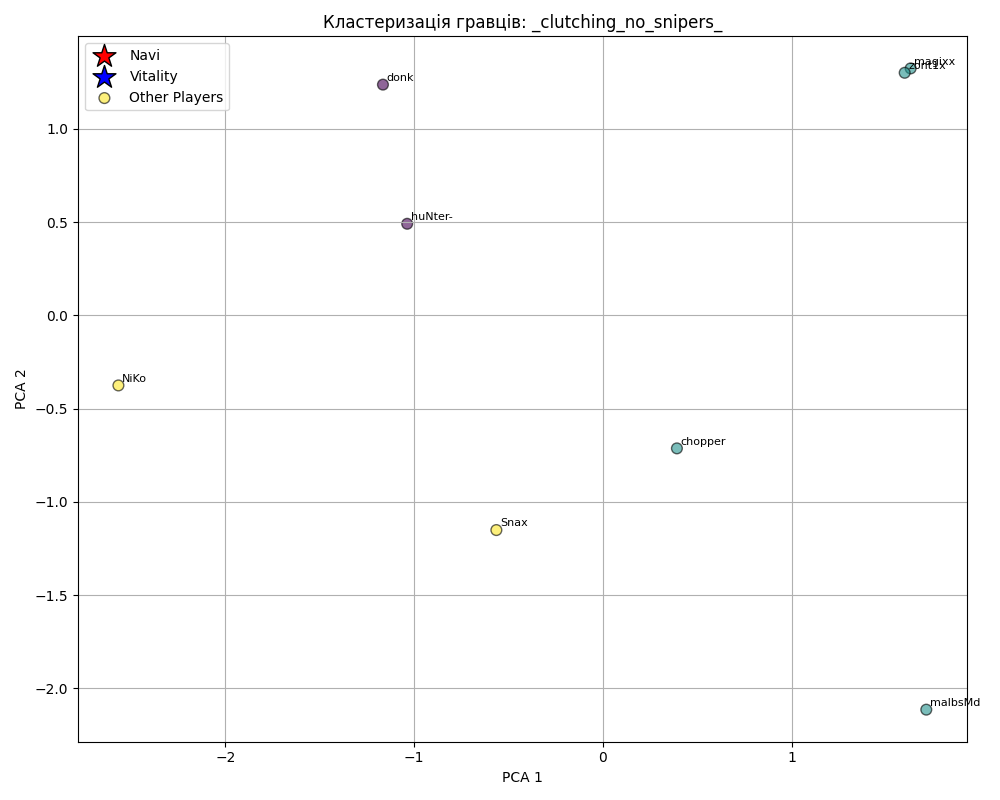 Кластеризація гравців: _clutching_no_snipers_
Navi
Vitality
Other Players
magixx
zont1x
donk
huNter-
NiKo
chopper
Snax
malbsMd
1.0
0.5
0.0
−0.5
−1.0
−1.5
−2.0
PCA 2
−2
−1
0
1
PCA 1